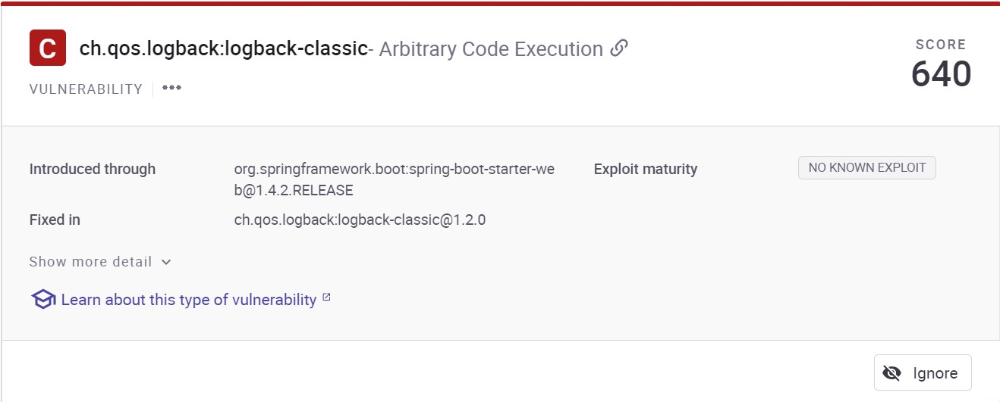 C ch.qos.logback:logback-classic- Arbitrary Code Execution
SCORE
640
VULNERABILITY
Introduced through
org.springframework.boot:spring-boot-starter-we
b@1.4.2.RELEASE
Exploit maturity
NO KNOWN EXPLOIT
Fixed in
ch.qos.logback:logback-classic@1.2.0
Show more detail
Learn about this type of vulnerability
Ignore